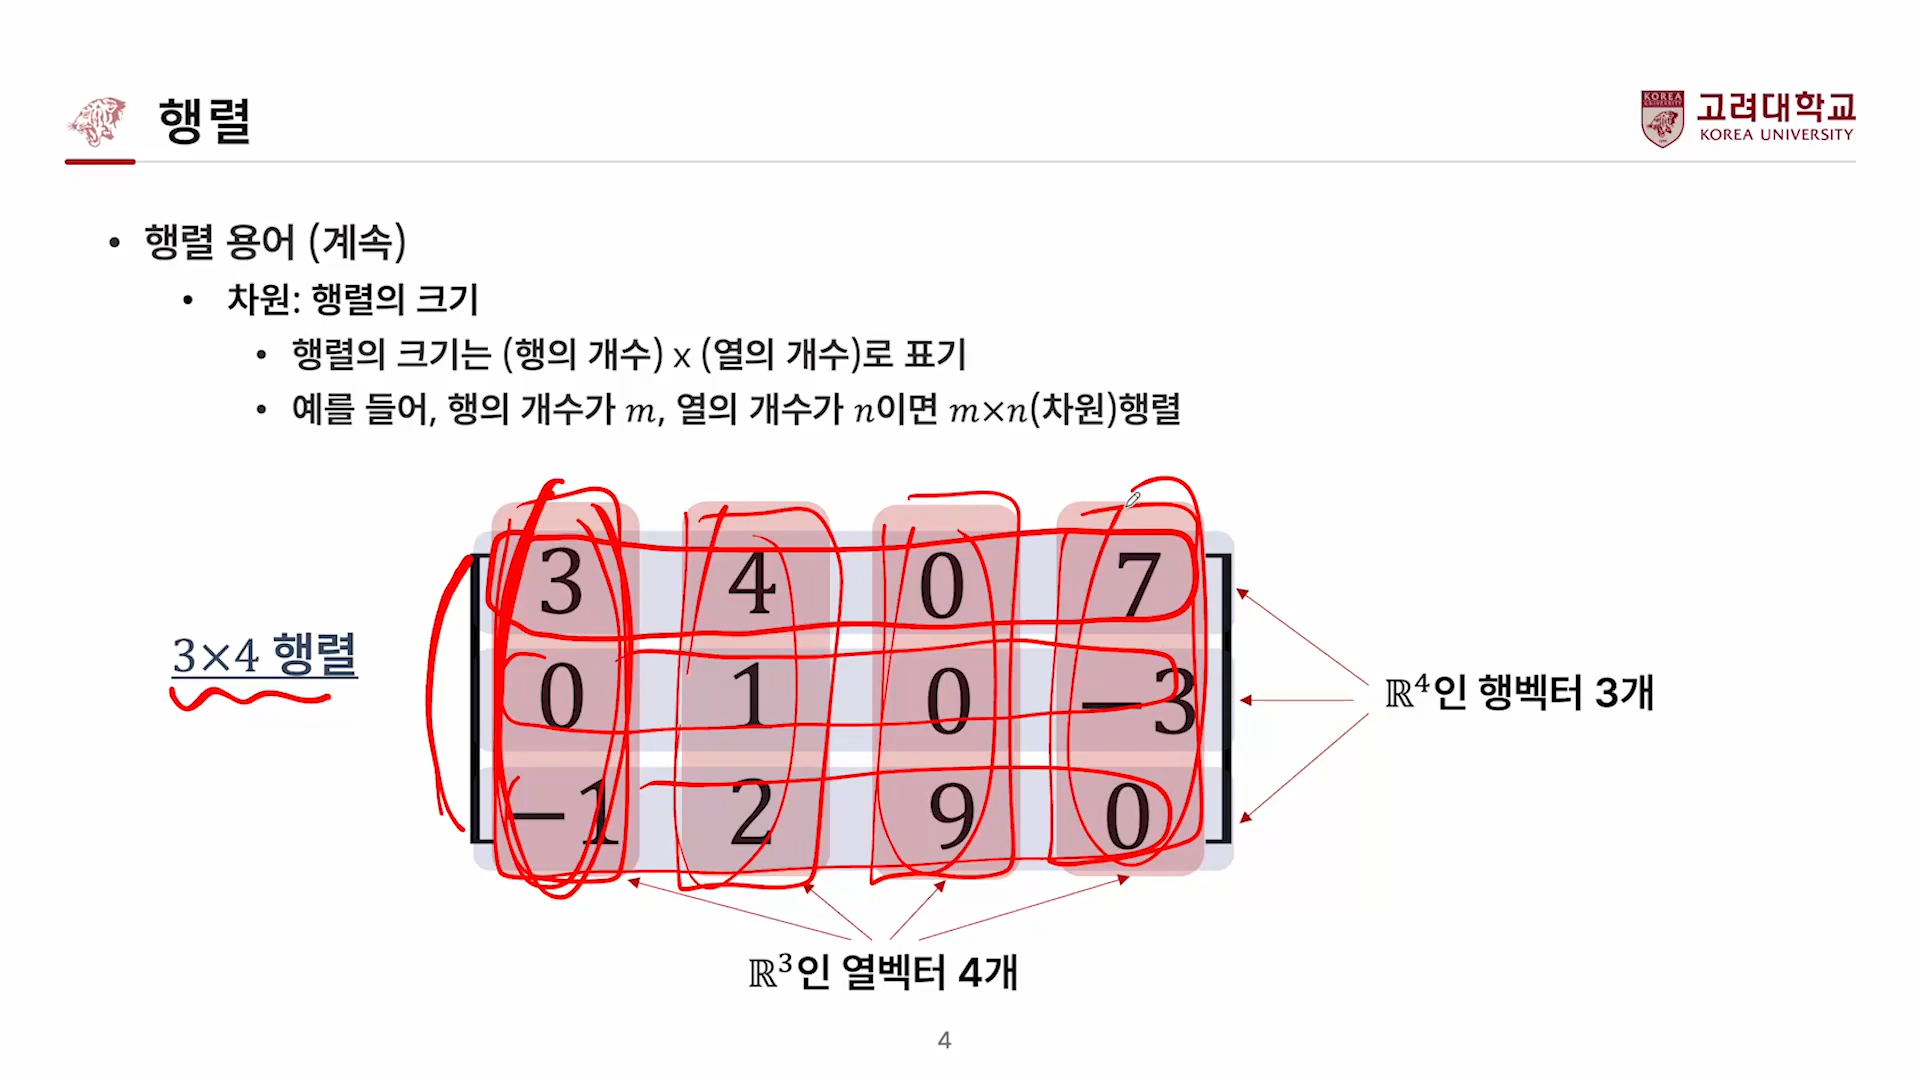 행렬
고려대학교
KOREA UNIVERSITY
• 행렬 용어 (계속)
• 차원: 행렬의 크기
• 행렬의 크기는 (행의 개수) x (열의 개수)로 표기
• 예를 들어, 행의 개수가 m, 열의 개수가 n이면 m×n(차원)행렬
3 4 0 7
3×4 행렬
0 1 0 −3
ℝ⁴인 행벡터 3개
−1 2 9 0
ℝ³인 열벡터 4개
4